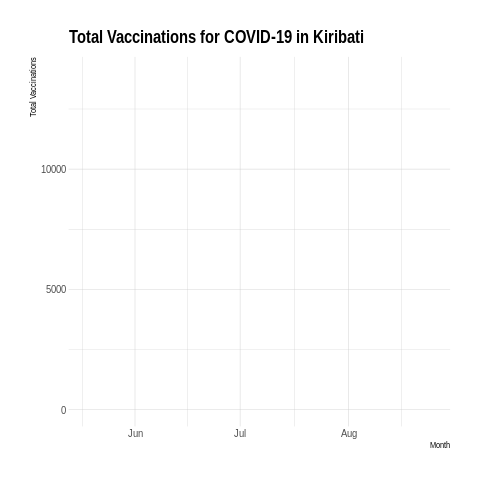 Total Vaccinations for COVID-19 in Kiribati
Total Vaccinations
10000
5000
0
Jun Jul Aug
Month